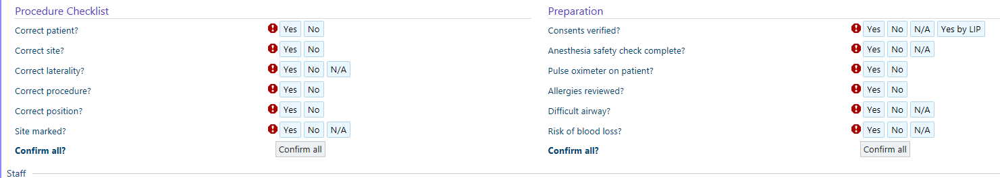 Procedure Checklist
Correct patient? Yes No
Correct site? Yes No
Correct laterality? Yes No N/A
Correct procedure? Yes No
Correct position? Yes No
Site marked? Yes No N/A
Confirm all? Confirm all
Preparation
Consents verified? Yes No N/A Yes by LIP
Anesthesia safety check complete? Yes No N/A
Pulse oximeter on patient? Yes No
Allergies reviewed? Yes No
Difficult airway? Yes No N/A
Risk of blood loss? Yes No N/A
Confirm all? Confirm all
Staff